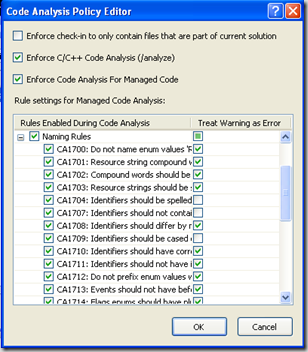 Code Analysis Policy Editor
Enforce check-in to only contain files that are part of current solution
Enforce C/C++ Code Analysis (/analyze)
Enforce Code Analysis For Managed Code
Rule settings for Managed Code Analysis:
Rules Enabled During Code Analysis Treat Warning as Error
Naming Rules
CA1700: Do not name enum values 'R
CA1701: Resource string compound w
CA1702: Compound words should be
CA1703: Resource strings should be
CA1704: Identifiers should be spelled
CA1707: Identifiers should not contai
CA1708: Identifiers should differ by
CA1709: Identifiers should be cased
CA1710: Identifiers should have corre
CA1711: Identifiers should not have i
CA1712: Do not prefix enum values w
CA1713: Events should not have bef
CA1714: Flags enums should have pl
OK Cancel